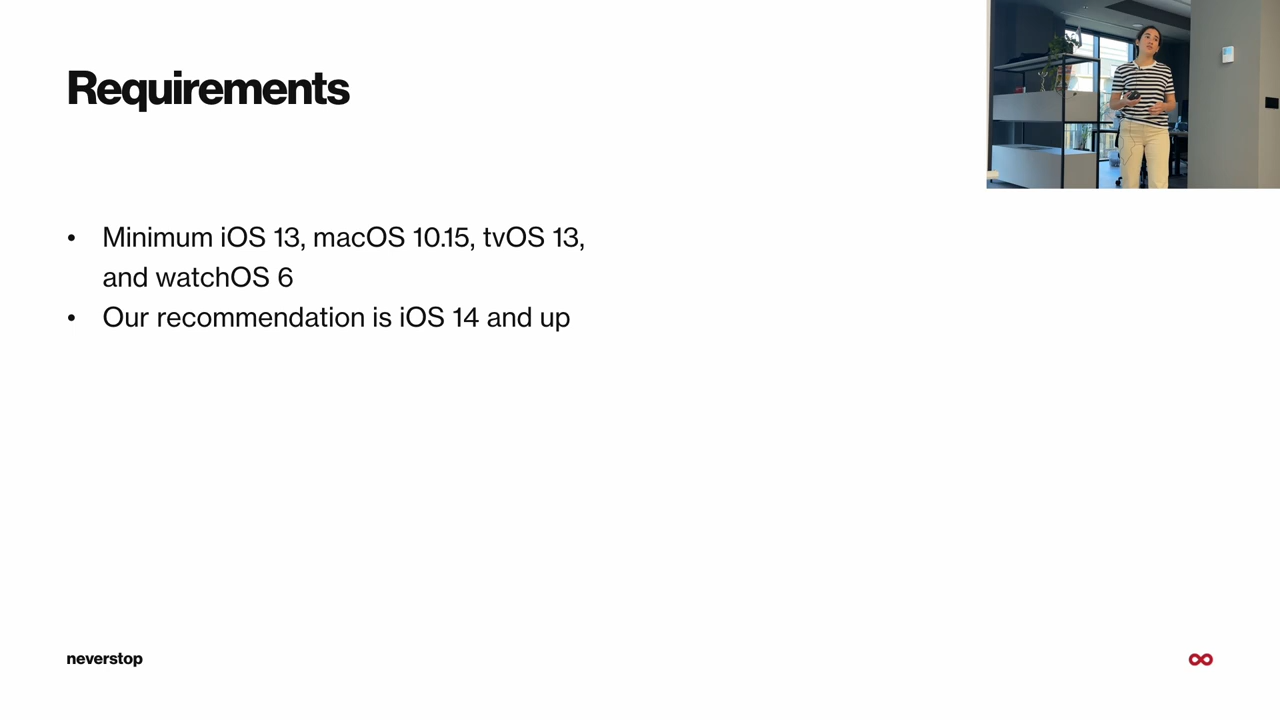 Requirements
• Minimum iOS 13, macOS 10.15, tvOS 13,
and watchOS 6
• Our recommendation is iOS 14 and up
neverstop